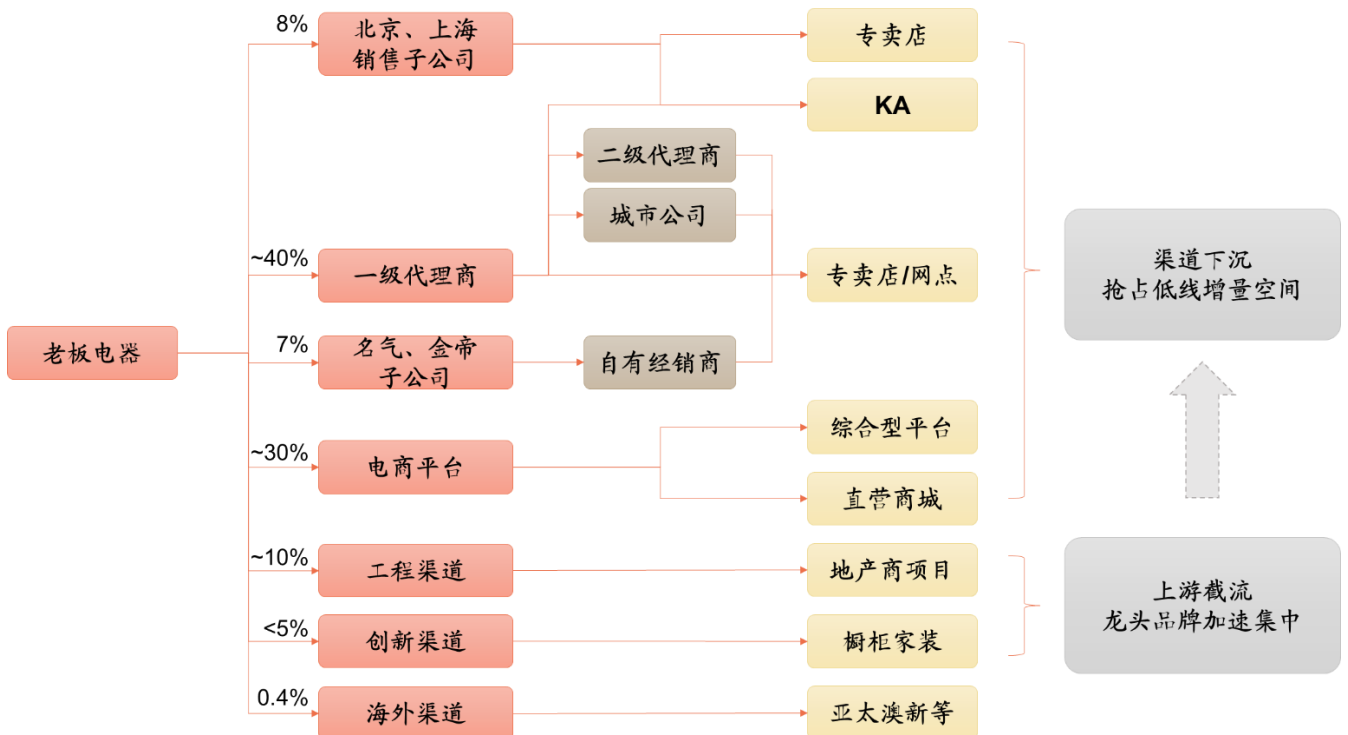 老板电器
8%
北京、上海
销售子公司
~40%
一级代理商
7%
名气、金帝
子公司
~30%
电商平台
~10%
工程渠道
<5%
创新渠道
0.4%
海外渠道
二级代理商
城市公司
自有经销商
专卖店
KA
专卖店/网点
综合型平台
直营商城
地产商项目
橱柜家装
亚太澳新等
渠道下沉
抢占低线增量空间
上游截流
龙头品牌加速集中